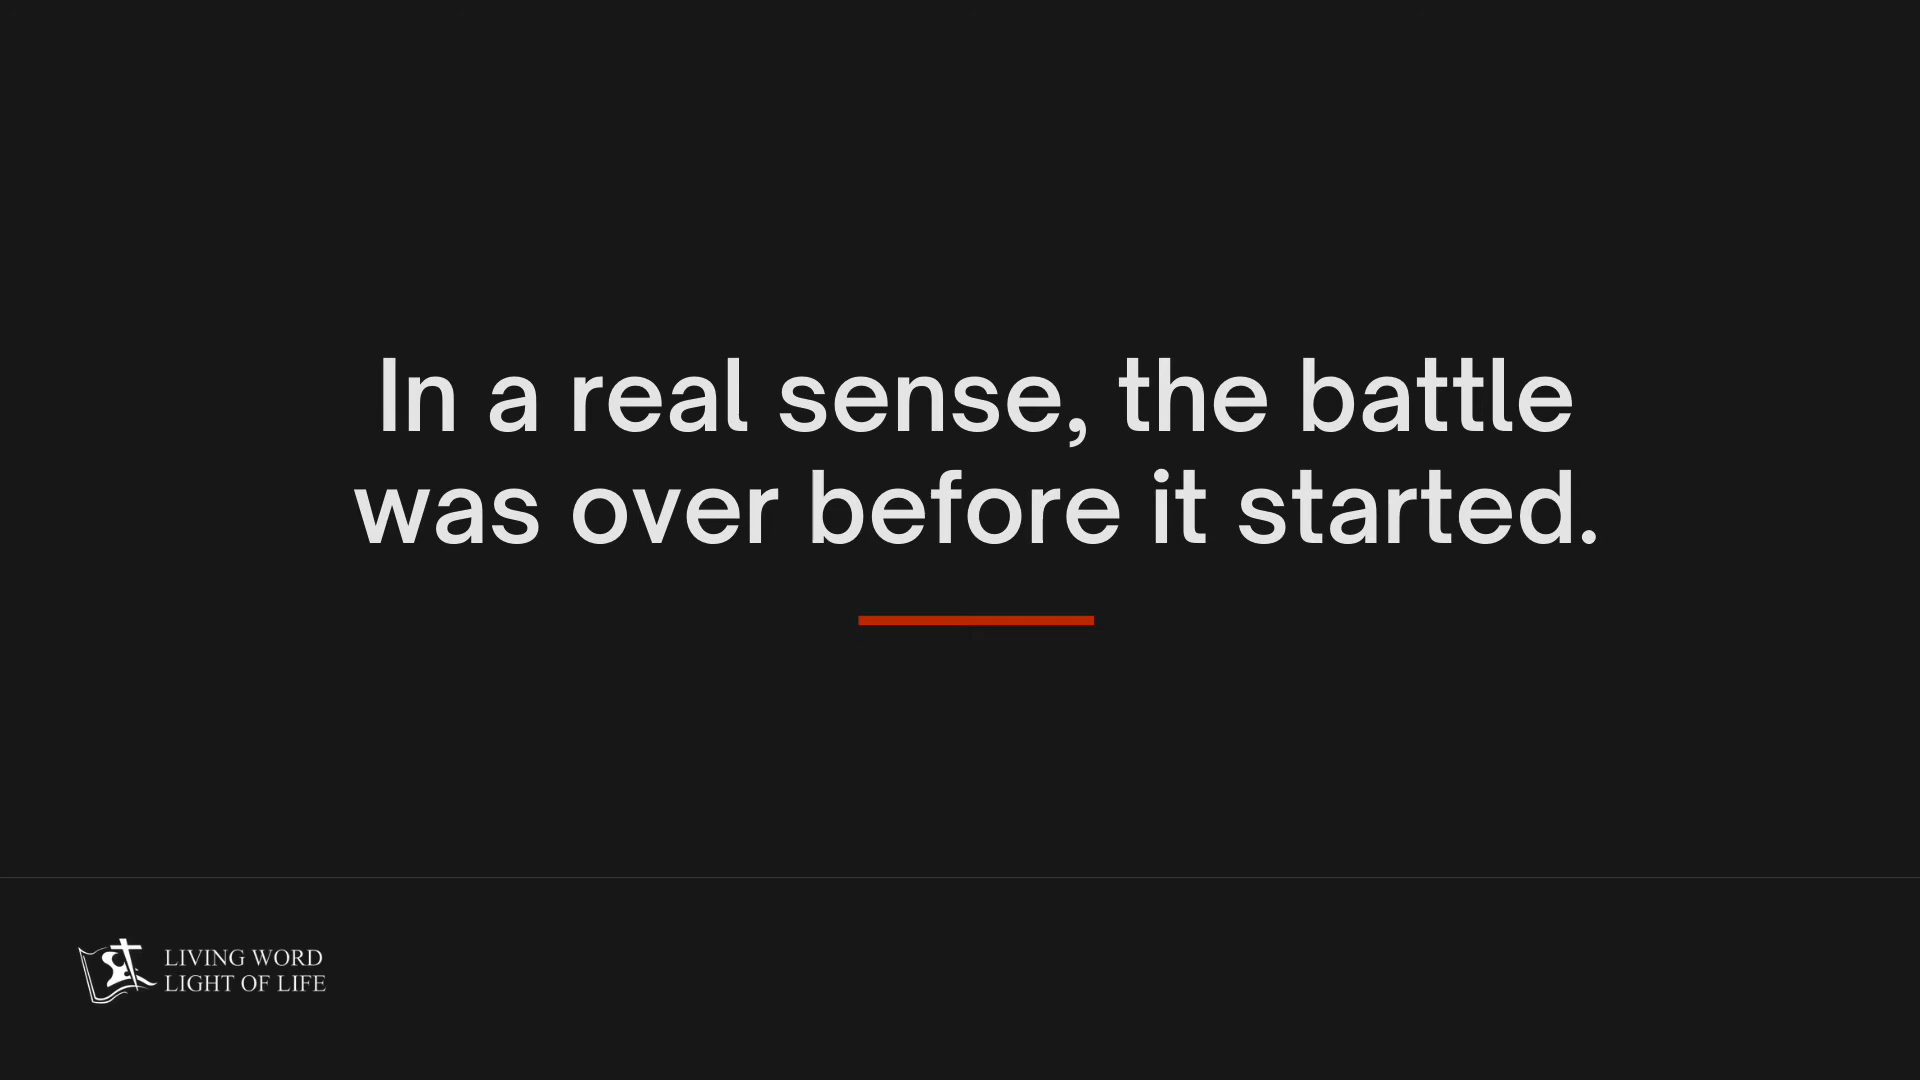 In a real sense, the battle
was over before it started.
LIVING WORD
LIGHT OF LIFE